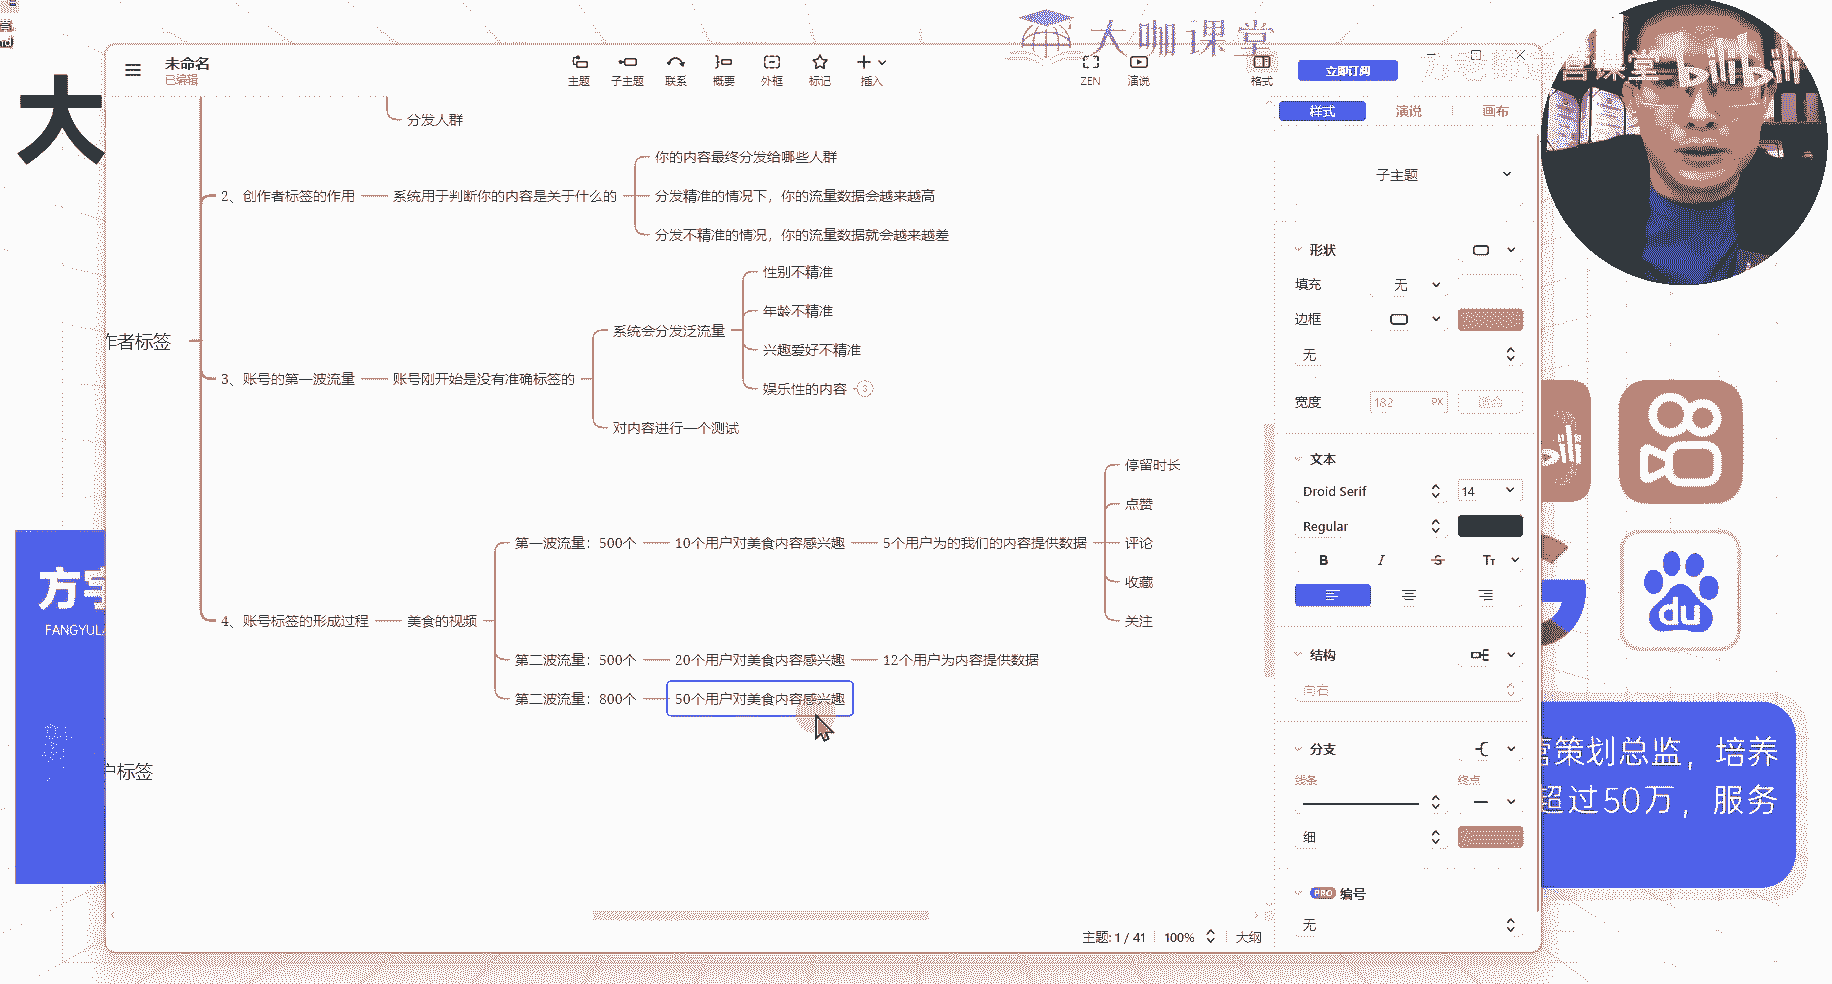 大咖课堂
大
未命名
已编辑
主题
子主题
联系
概要
外框
标记
插入
ZEN
演说
格式
立即订阅
课堂
bilibili
样式
演说
画布
分发人群
2、创作者标签的作用
系统用于判断你的内容是关于什么的
你的内容最终分发给哪些人群
分发精准的情况下，你的流量数据会越来越高
分发不精准的情况，你的流量数据就会越来越差
作者标签
3、账号的第一波流量
账号刚开始是没有准确标签的
系统会分发泛流量
性别不精准
年龄不精准
兴趣爱好不精准
娱乐性的内容
3
对内容进行一个测试
4、账号标签的形成过程
美食的视频
第一波流量：500个
10个用户对美食内容感兴趣
5个用户为的我们的内容提供数据
停留时长
点赞
评论
收藏
关注
第二波流量：500个
20个用户对美食内容感兴趣
12个用户为内容提供数据
第二波流量：800个
50个用户对美食内容感兴趣
户标签
子主题
形状
填充
无
边框
无
宽度
182
PX
适合
文本
Droid Serif
14
Regular
B
I
S
Tт
结构
向右
分支
线条
终点
细
PRO
编号
无
主题: 1 / 41
100%
大纲
方宇
FANGYUL
bili
du
营策划总监，培养
超过50万，服务